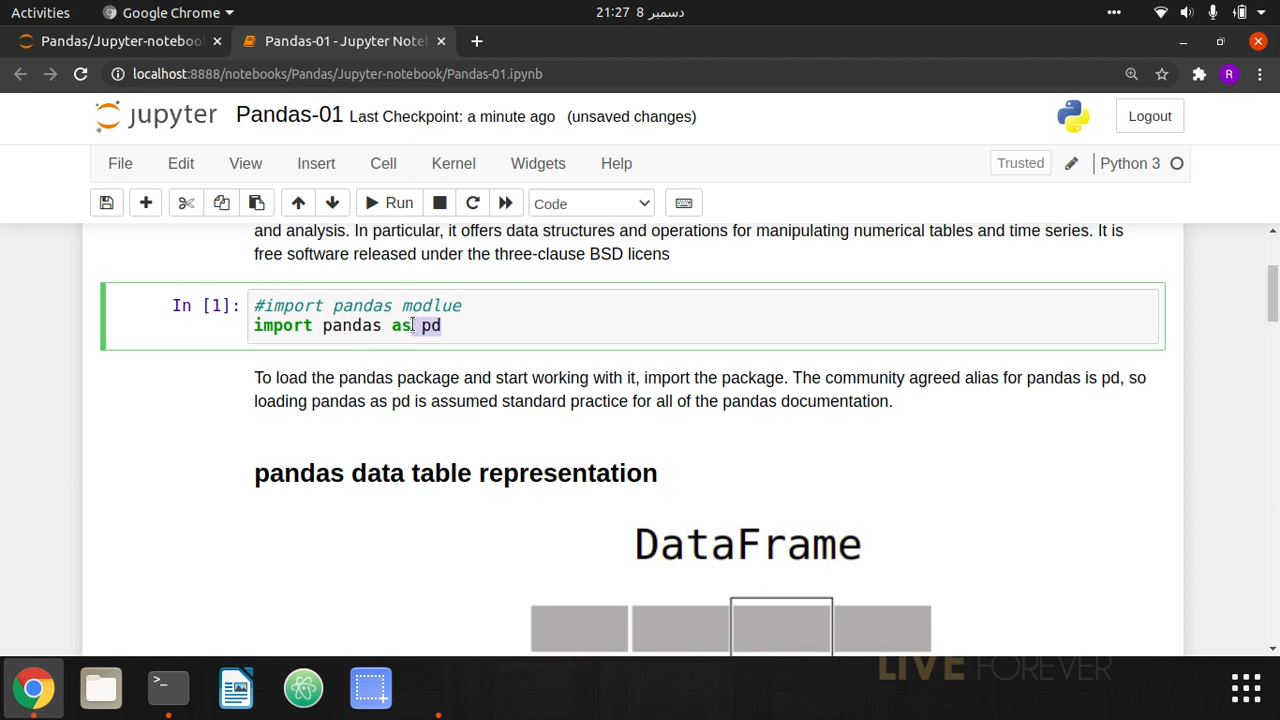 Activities
Google Chrome
21:27 8 دسمبر
Pandas/Jupyter-noteboo
Pandas-01 - Jupyter Note
localhost:8888/notebooks/Pandas/Jupyter-notebook/Pandas-01.ipynb
R
jupyter Pandas-01 Last Checkpoint: a minute ago (unsaved changes)
Logout
File Edit View Insert Cell Kernel Widgets Help
Trusted
Python 3
Run
Code
and analysis. In particular, it offers data structures and operations for manipulating numerical tables and time series. It is
free software released under the three-clause BSD licens
In [1]: #import pandas modlue
import pandas as pd
To load the pandas package and start working with it, import the package. The community agreed alias for pandas is pd, so
loading pandas as pd is assumed standard practice for all of the pandas documentation.
pandas data table representation
DataFrame
LIVE FOREVER